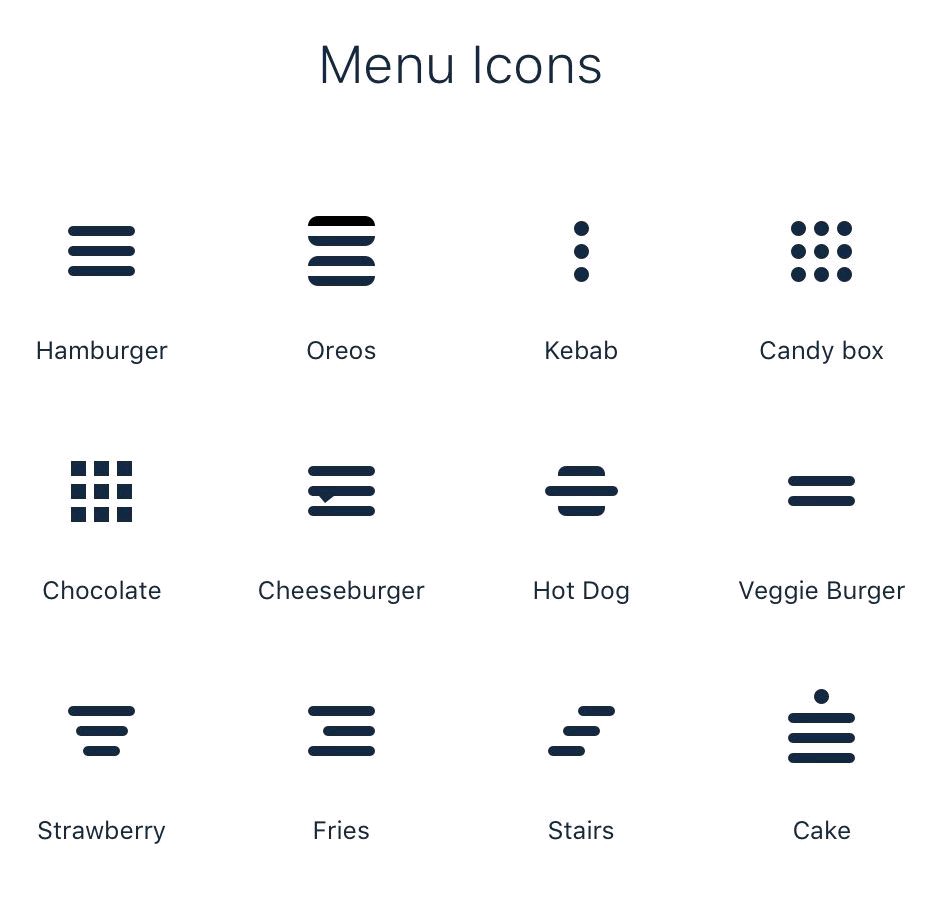 Menu Icons
Hamburger
Oreos
Kebab
Candy box
Chocolate
Cheeseburger
Hot Dog
Veggie Burger
Strawberry
Fries
Stairs
Cake